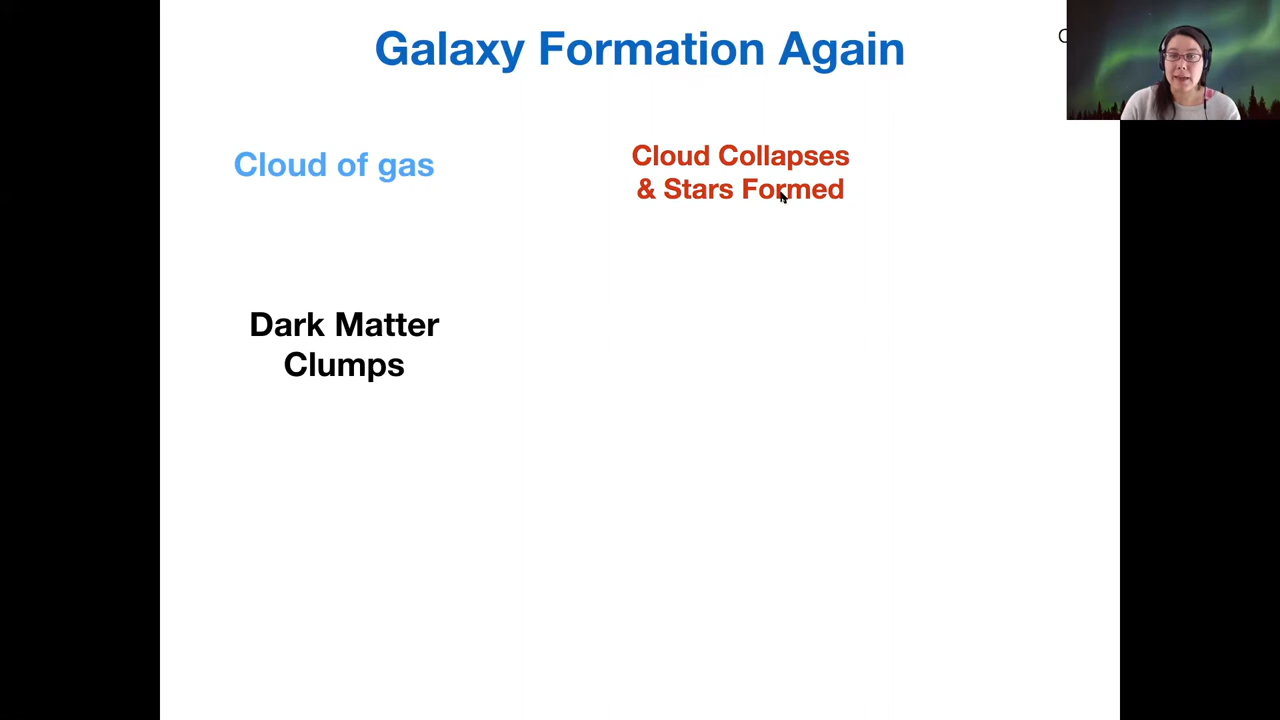 Galaxy Formation Again
Cloud of gas
Cloud Collapses
& Stars Formed
Dark Matter
Clumps